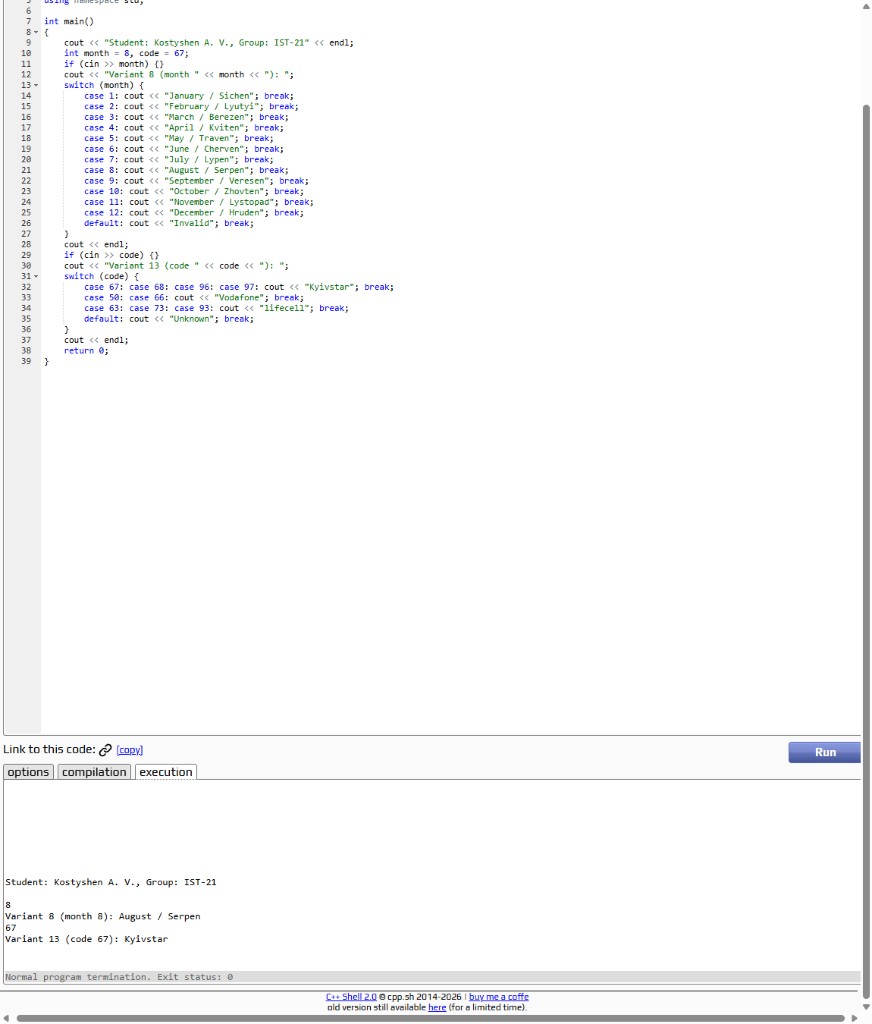 5 using namespace std;
6
7 int main()
8 {
9 cout << "Student: Kostyshen A. V., Group: IST-21" << endl;
10 int month = 8, code = 67;
11 if (cin >> month) {}
12 cout << "Variant 8 (month " << month << "): ";
13 switch (month) {
14 case 1: cout << "January / Sichen"; break;
15 case 2: cout << "February / Lyutyi"; break;
16 case 3: cout << "March / Berezen"; break;
17 case 4: cout << "April / Kviten"; break;
18 case 5: cout << "May / Traven"; break;
19 case 6: cout << "June / Cherven"; break;
20 case 7: cout << "July / Lypen"; break;
21 case 8: cout << "August / Serpen"; break;
22 case 9: cout << "September / Veresen"; break;
23 case 10: cout << "October / Zhovten"; break;
24 case 11: cout << "November / Lystopad"; break;
25 case 12: cout << "December / Hruden"; break;
26 default: cout << "Invalid"; break;
27 }
28 cout << endl;
29 if (cin >> code) {}
30 cout << "Variant 13 (code " << code << "): ";
31 switch (code) {
32 case 67: case 68: case 96: case 97: cout << "Kyivstar"; break;
33 case 50: case 66: cout << "Vodafone"; break;
34 case 63: case 73: case 93: cout << "lifecell"; break;
35 default: cout << "Unknown"; break;
36 }
37 cout << endl;
38 return 0;
39 }
Link to this code: [copy]
Run
options compilation execution
Student: Kostyshen A. V., Group: IST-21
8
Variant 8 (month 8): August / Serpen
67
Variant 13 (code 67): Kyivstar
Normal program termination. Exit status: 0
C++ Shell 2.0 © cpp.sh 2014-2026 | buy me a coffe
old version still available here (for a limited time).